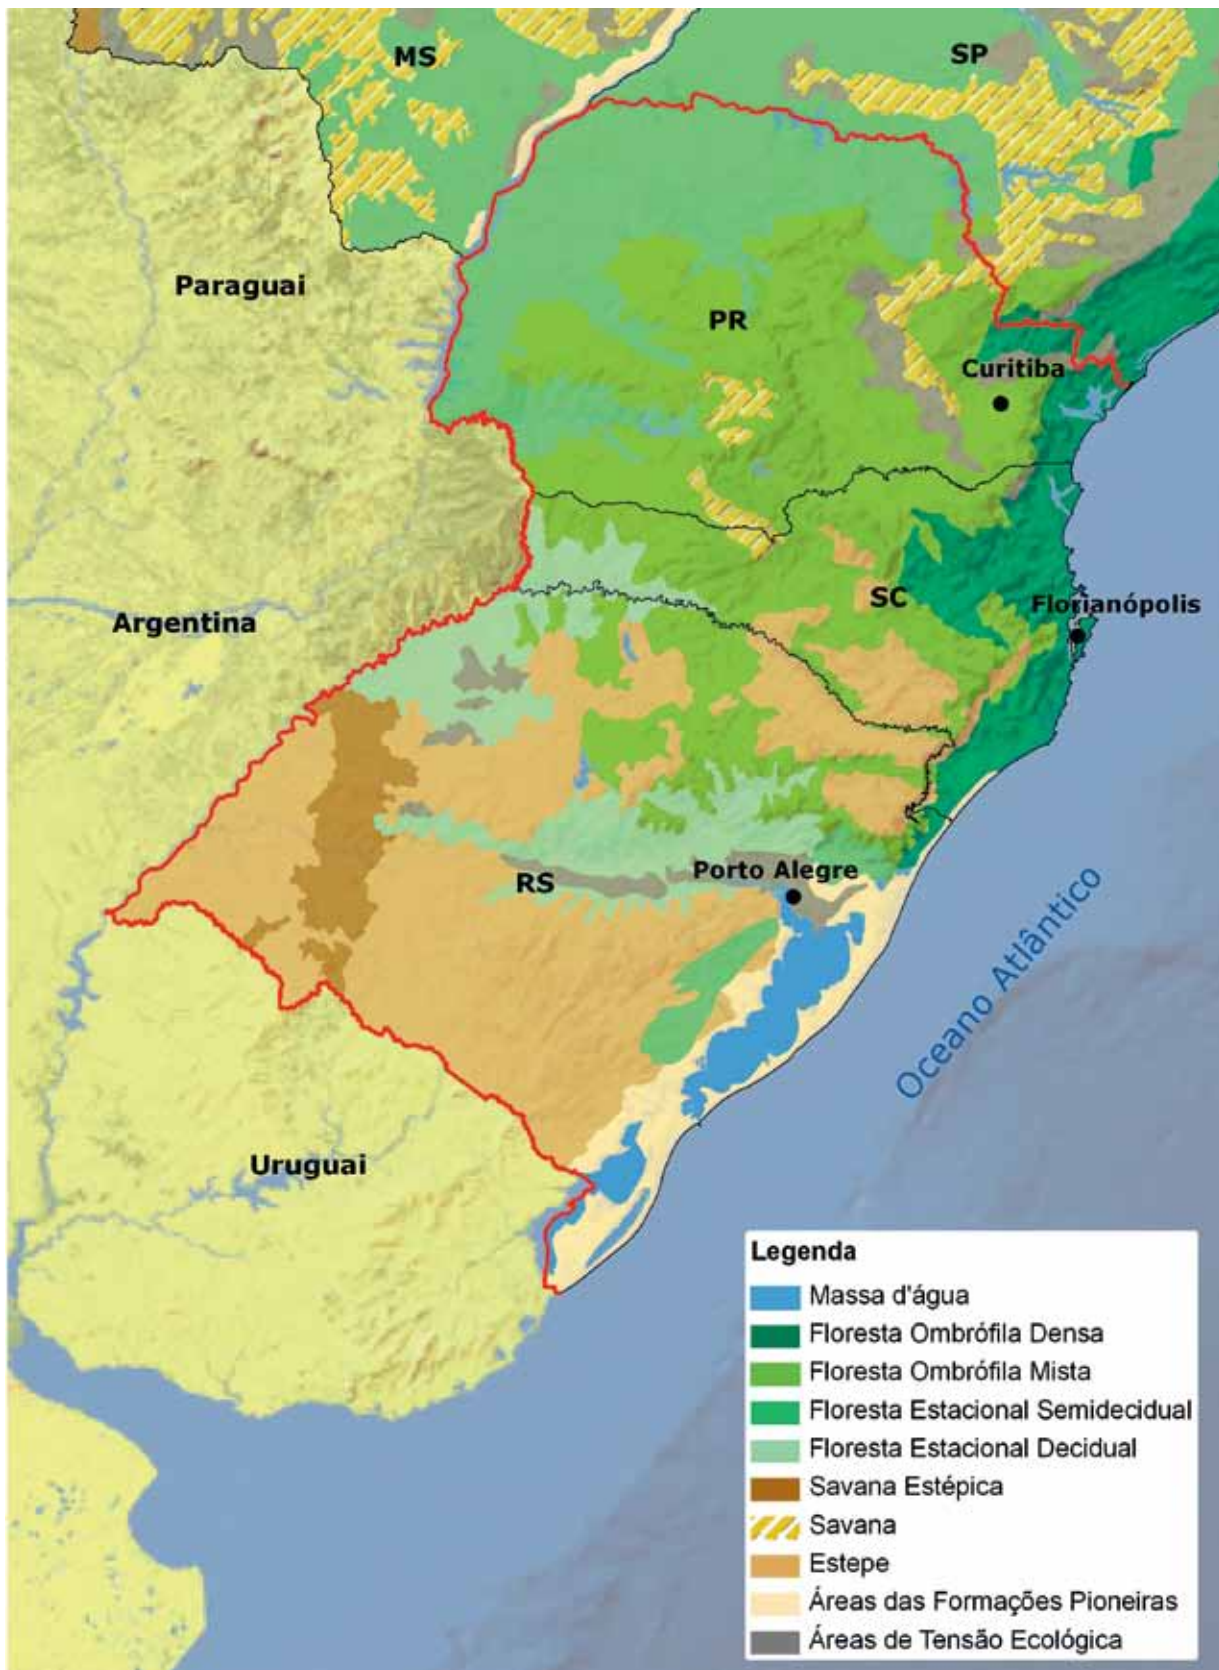 MS
SP
Paraguai
PR
Curitiba
SC
Florianópolis
Argentina
RS
Porto Alegre
Oceano Atlântico
Uruguai
Legenda
Massa d'água
Floresta Ombrófila Densa
Floresta Ombrófila Mista
Floresta Estacional Semidecidual
Floresta Estacional Decidual
Savana Estépica
Savana
Estepe
Áreas das Formações Pioneiras
Áreas de Tensão Ecológica